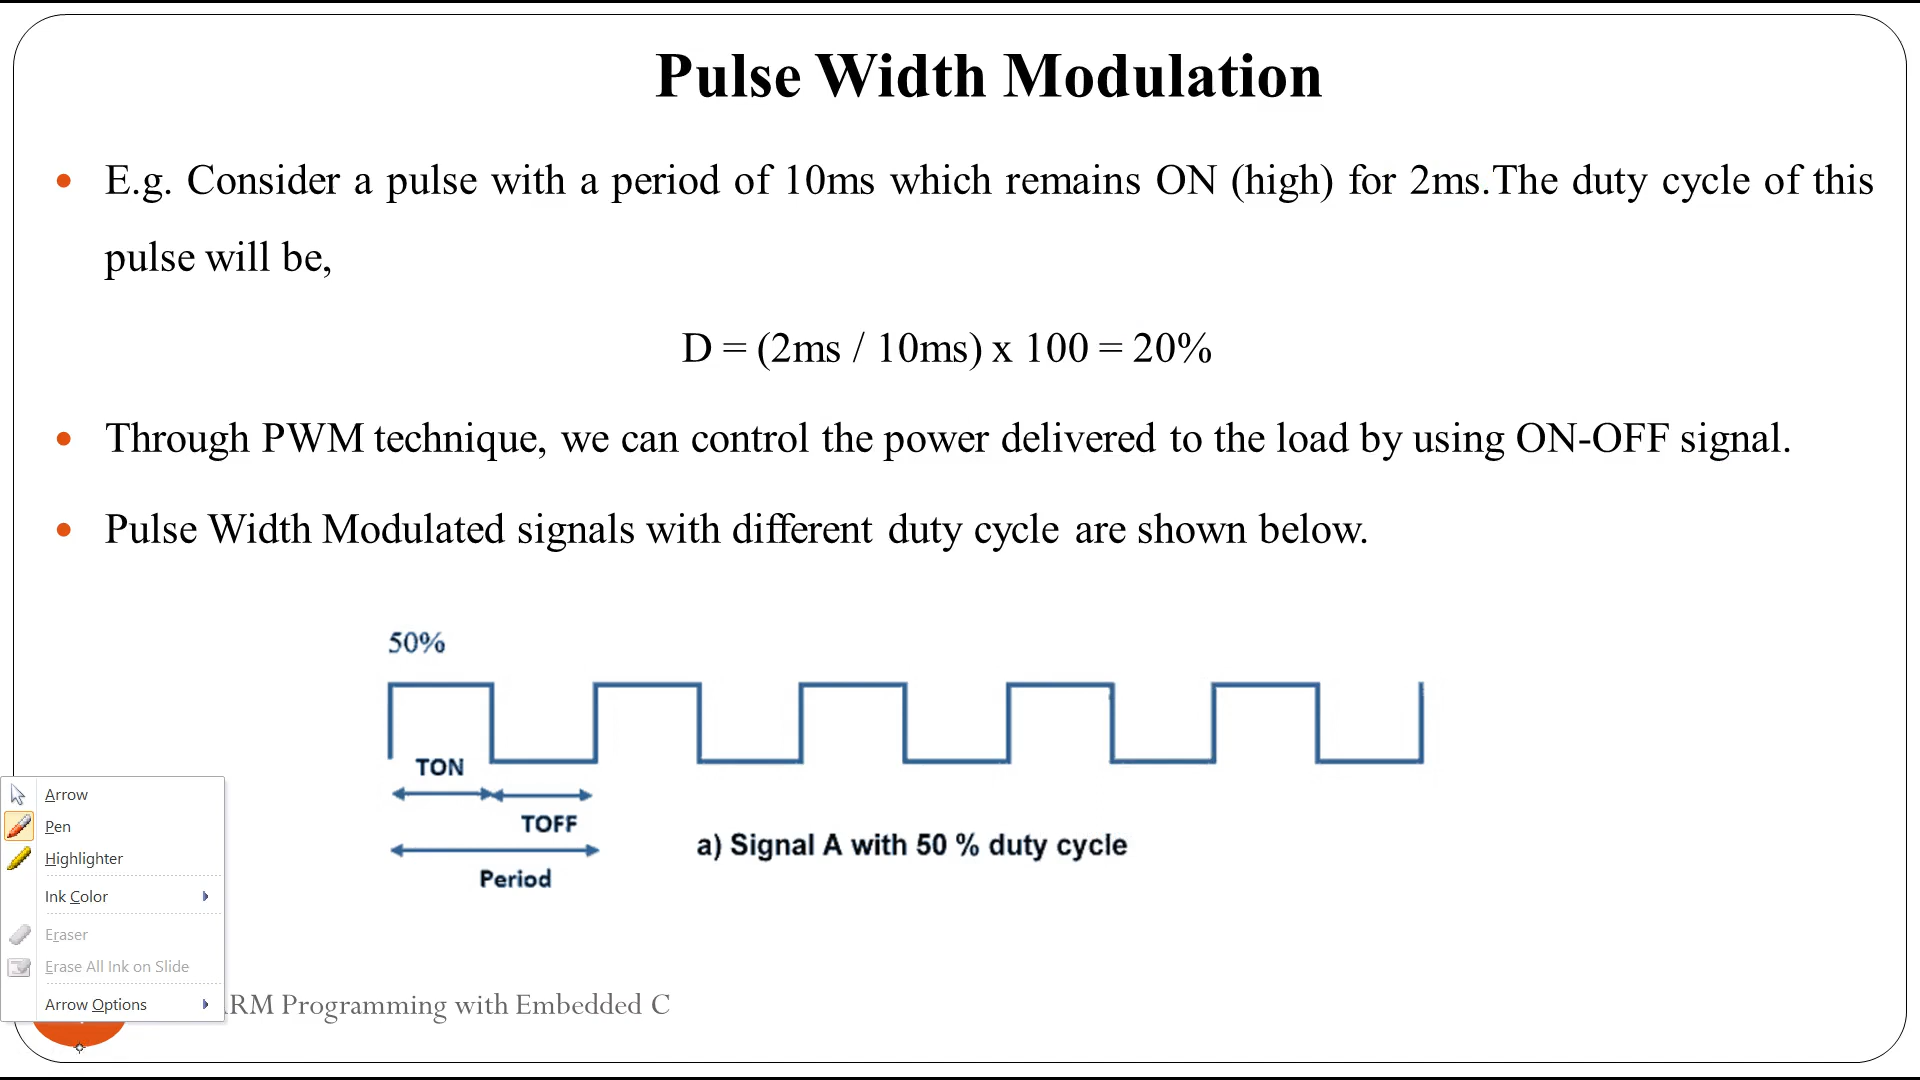 Pulse Width Modulation
E.g. Consider a pulse with a period of 10ms which remains ON (high) for 2ms.The duty cycle of this
pulse will be,
D = (2ms / 10ms) x 100 = 20%
Through PWM technique, we can control the power delivered to the load by using ON-OFF signal.
Pulse Width Modulated signals with different duty cycle are shown below.
50%
TON
TOFF
a) Signal A with 50 % duty cycle
Period
Arrow
Pen
Highlighter
Ink Color
Eraser
Erase All Ink on Slide
Arrow Options
RM Programming with Embedded C